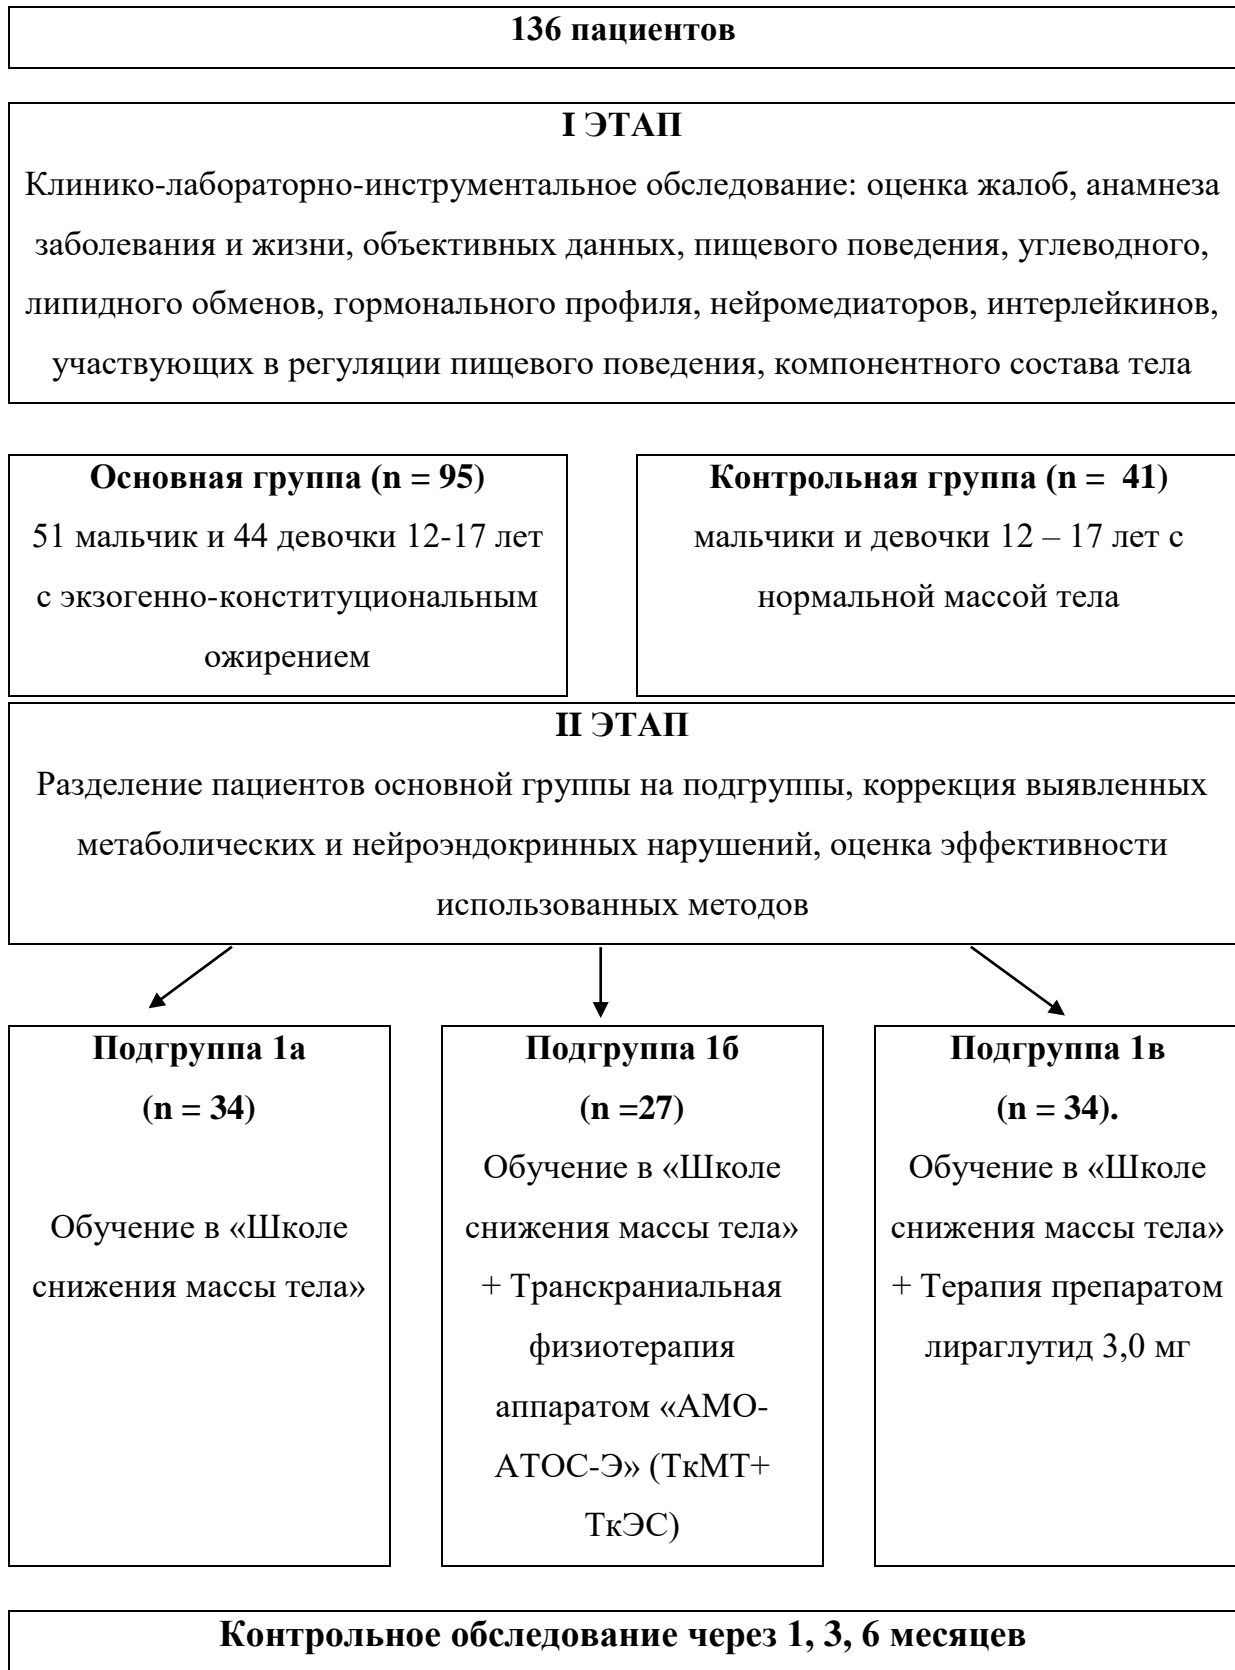 136 пациентов
I ЭТАП
Клинико-лабораторно-инструментальное обследование: оценка жалоб, анамнеза
заболевания и жизни, объективных данных, пищевого поведения, углеводного,
липидного обменов, гормонального профиля, нейромедиаторов, интерлейкинов,
участвующих в регуляции пищевого поведения, компонентного состава тела
Основная группа (n = 95)
51 мальчик и 44 девочки 12-17 лет
с экзогенно-конституциональным
ожирением
Контрольная группа (n = 41)
мальчики и девочки 12 – 17 лет с
нормальной массой тела
II ЭТАП
Разделение пациентов основной группы на подгруппы, коррекция выявленных
метаболических и нейроэндокринных нарушений, оценка эффективности
использованных методов
Подгруппа 1а
(n = 34)
Обучение в «Школе
снижения массы тела»
Подгруппа 1б
(n =27)
Обучение в «Школе
снижения массы тела»
+ Транскраниальная
физиотерапия
аппаратом «АМО-
АТОС-Э» (ТкМТ+
ТкЭС)
Подгруппа 1в
(n = 34).
Обучение в «Школе
снижения массы тела»
+ Терапия препаратом
лираглутид 3,0 мг
Контрольное обследование через 1, 3, 6 месяцев